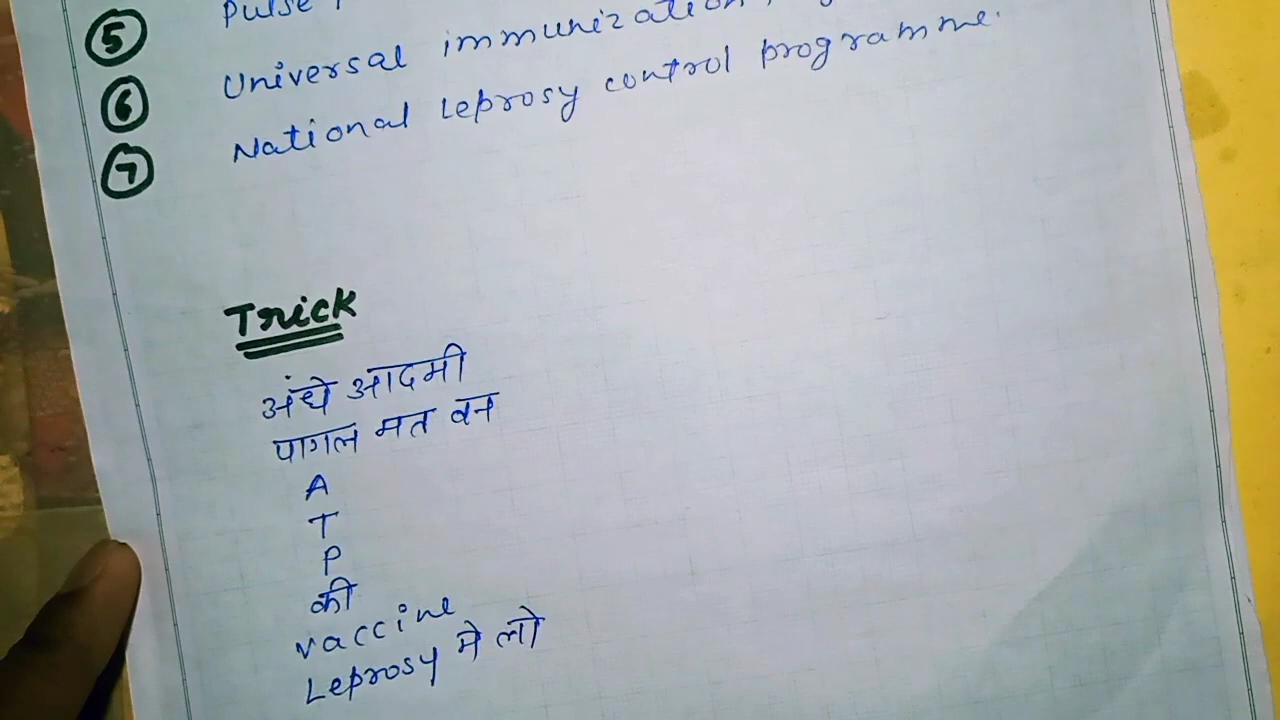 ⑤ Pulse
⑥ Universal immunization
⑦ National Leprosy control programme.
Trick
अंधे आदमी
पागल मत बन
A
T
P
की
vaccine
Leprosy मे लो